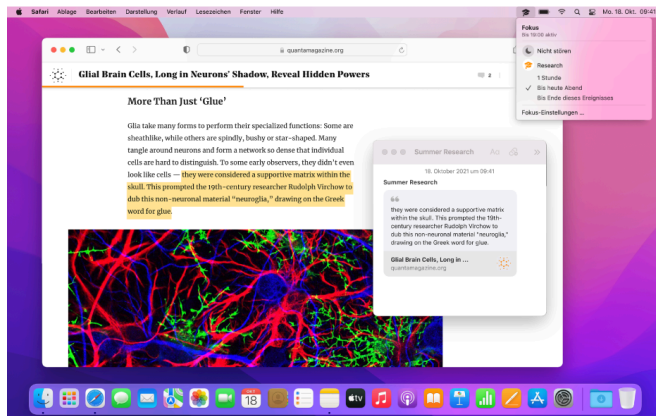 Safari Ablage Bearbeiten Darstellung Verlauf Lesezeichen Fenster Hilfe
Mo. 18. Okt. 09:41
Fokus
Bis 19:00 aktiv
Nicht stören
Research
1 Stunde
Bis heute Abend
Bis Ende dieses Ereignisses
Fokus-Einstellungen ...
quantamagazine.org
Glial Brain Cells, Long in Neurons' Shadow, Reveal Hidden Powers
2
More Than Just ‘Glue’
Glia take many forms to perform their specialized functions: Some are
sheathlike, while others are spindly, bushy or star-shaped. Many
tangle around neurons and form a network so dense that individual
cells are hard to distinguish. To some early observers, they didn't even
look like cells — they were considered a supportive matrix within the
skull. This prompted the 19th-century researcher Rudolph Virchow to
dub this non-neuronal material “neuroglia,” drawing on the Greek
word for glue.
Summer Research
Aa
18. Oktober 2021 um 09:41
Summer Research
they were considered a supportive matrix
within the skull. This prompted the 19th-
century researcher Rudolph Virchow to
dub this non-neuronal material “neuroglia,”
drawing on the Greek word for glue.
Glial Brain Cells, Long in ...
quantamagazine.org
18
tv